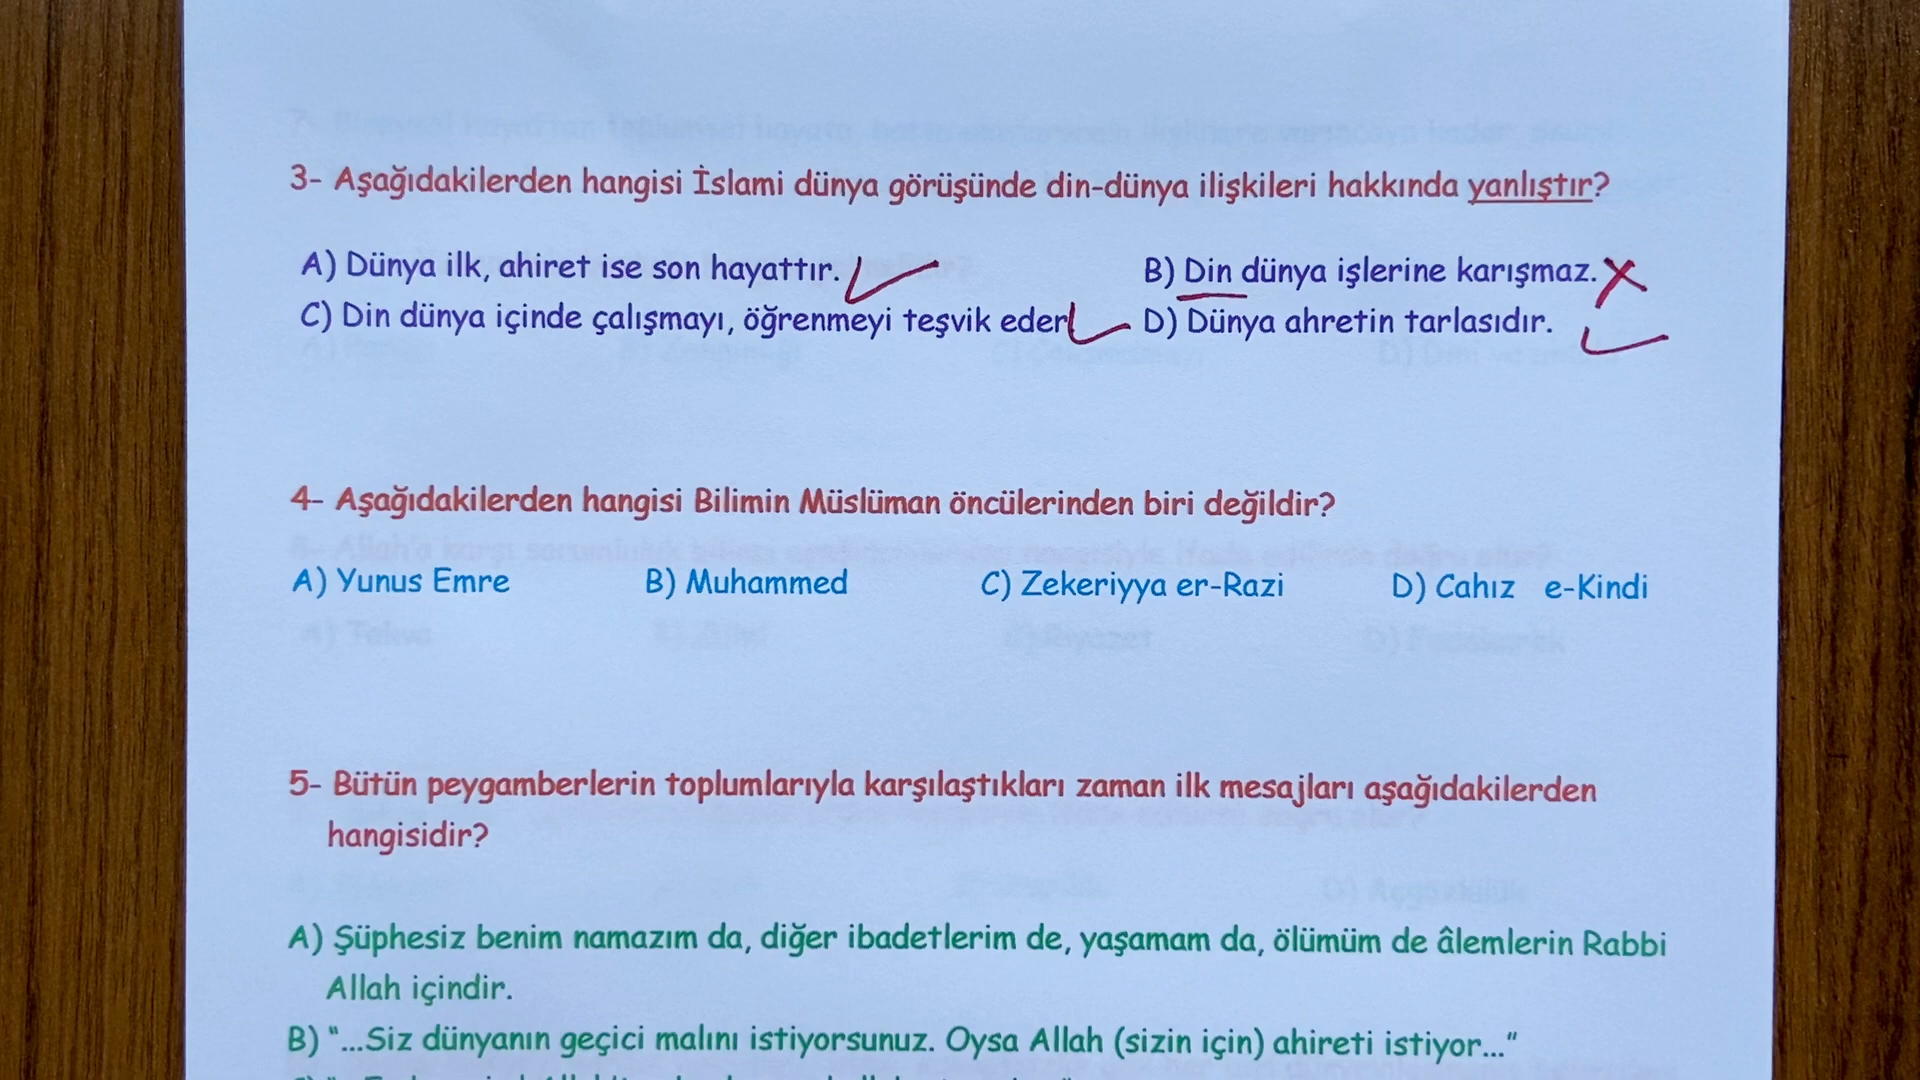 3- Aşağıdakilerden hangisi İslami dünya görüşünde din-dünya ilişkileri hakkında yanlıştır?
A) Dünya ilk, ahiret ise son hayattır. B) Din dünya işlerine karışmaz.
C) Din dünya içinde çalışmayı, öğrenmeyi teşvik eder D) Dünya ahretin tarlasıdır.
4- Aşağıdakilerden hangisi Bilimin Müslüman öncülerinden biri değildir?
A) Yunus Emre B) Muhammed C) Zekeriyya er-Razi D) Cahız e-Kindi
5- Bütün peygamberlerin toplumlarıyla karşılaştıkları zaman ilk mesajları aşağıdakilerden
hangisidir?
A) Şüphesiz benim namazım da, diğer ibadetlerim de, yaşamam da, ölümüm de âlemlerin Rabbi
Allah içindir.
B) "...Siz dünyanın geçici malını istiyorsunuz. Oysa Allah (sizin için) ahireti istiyor..."